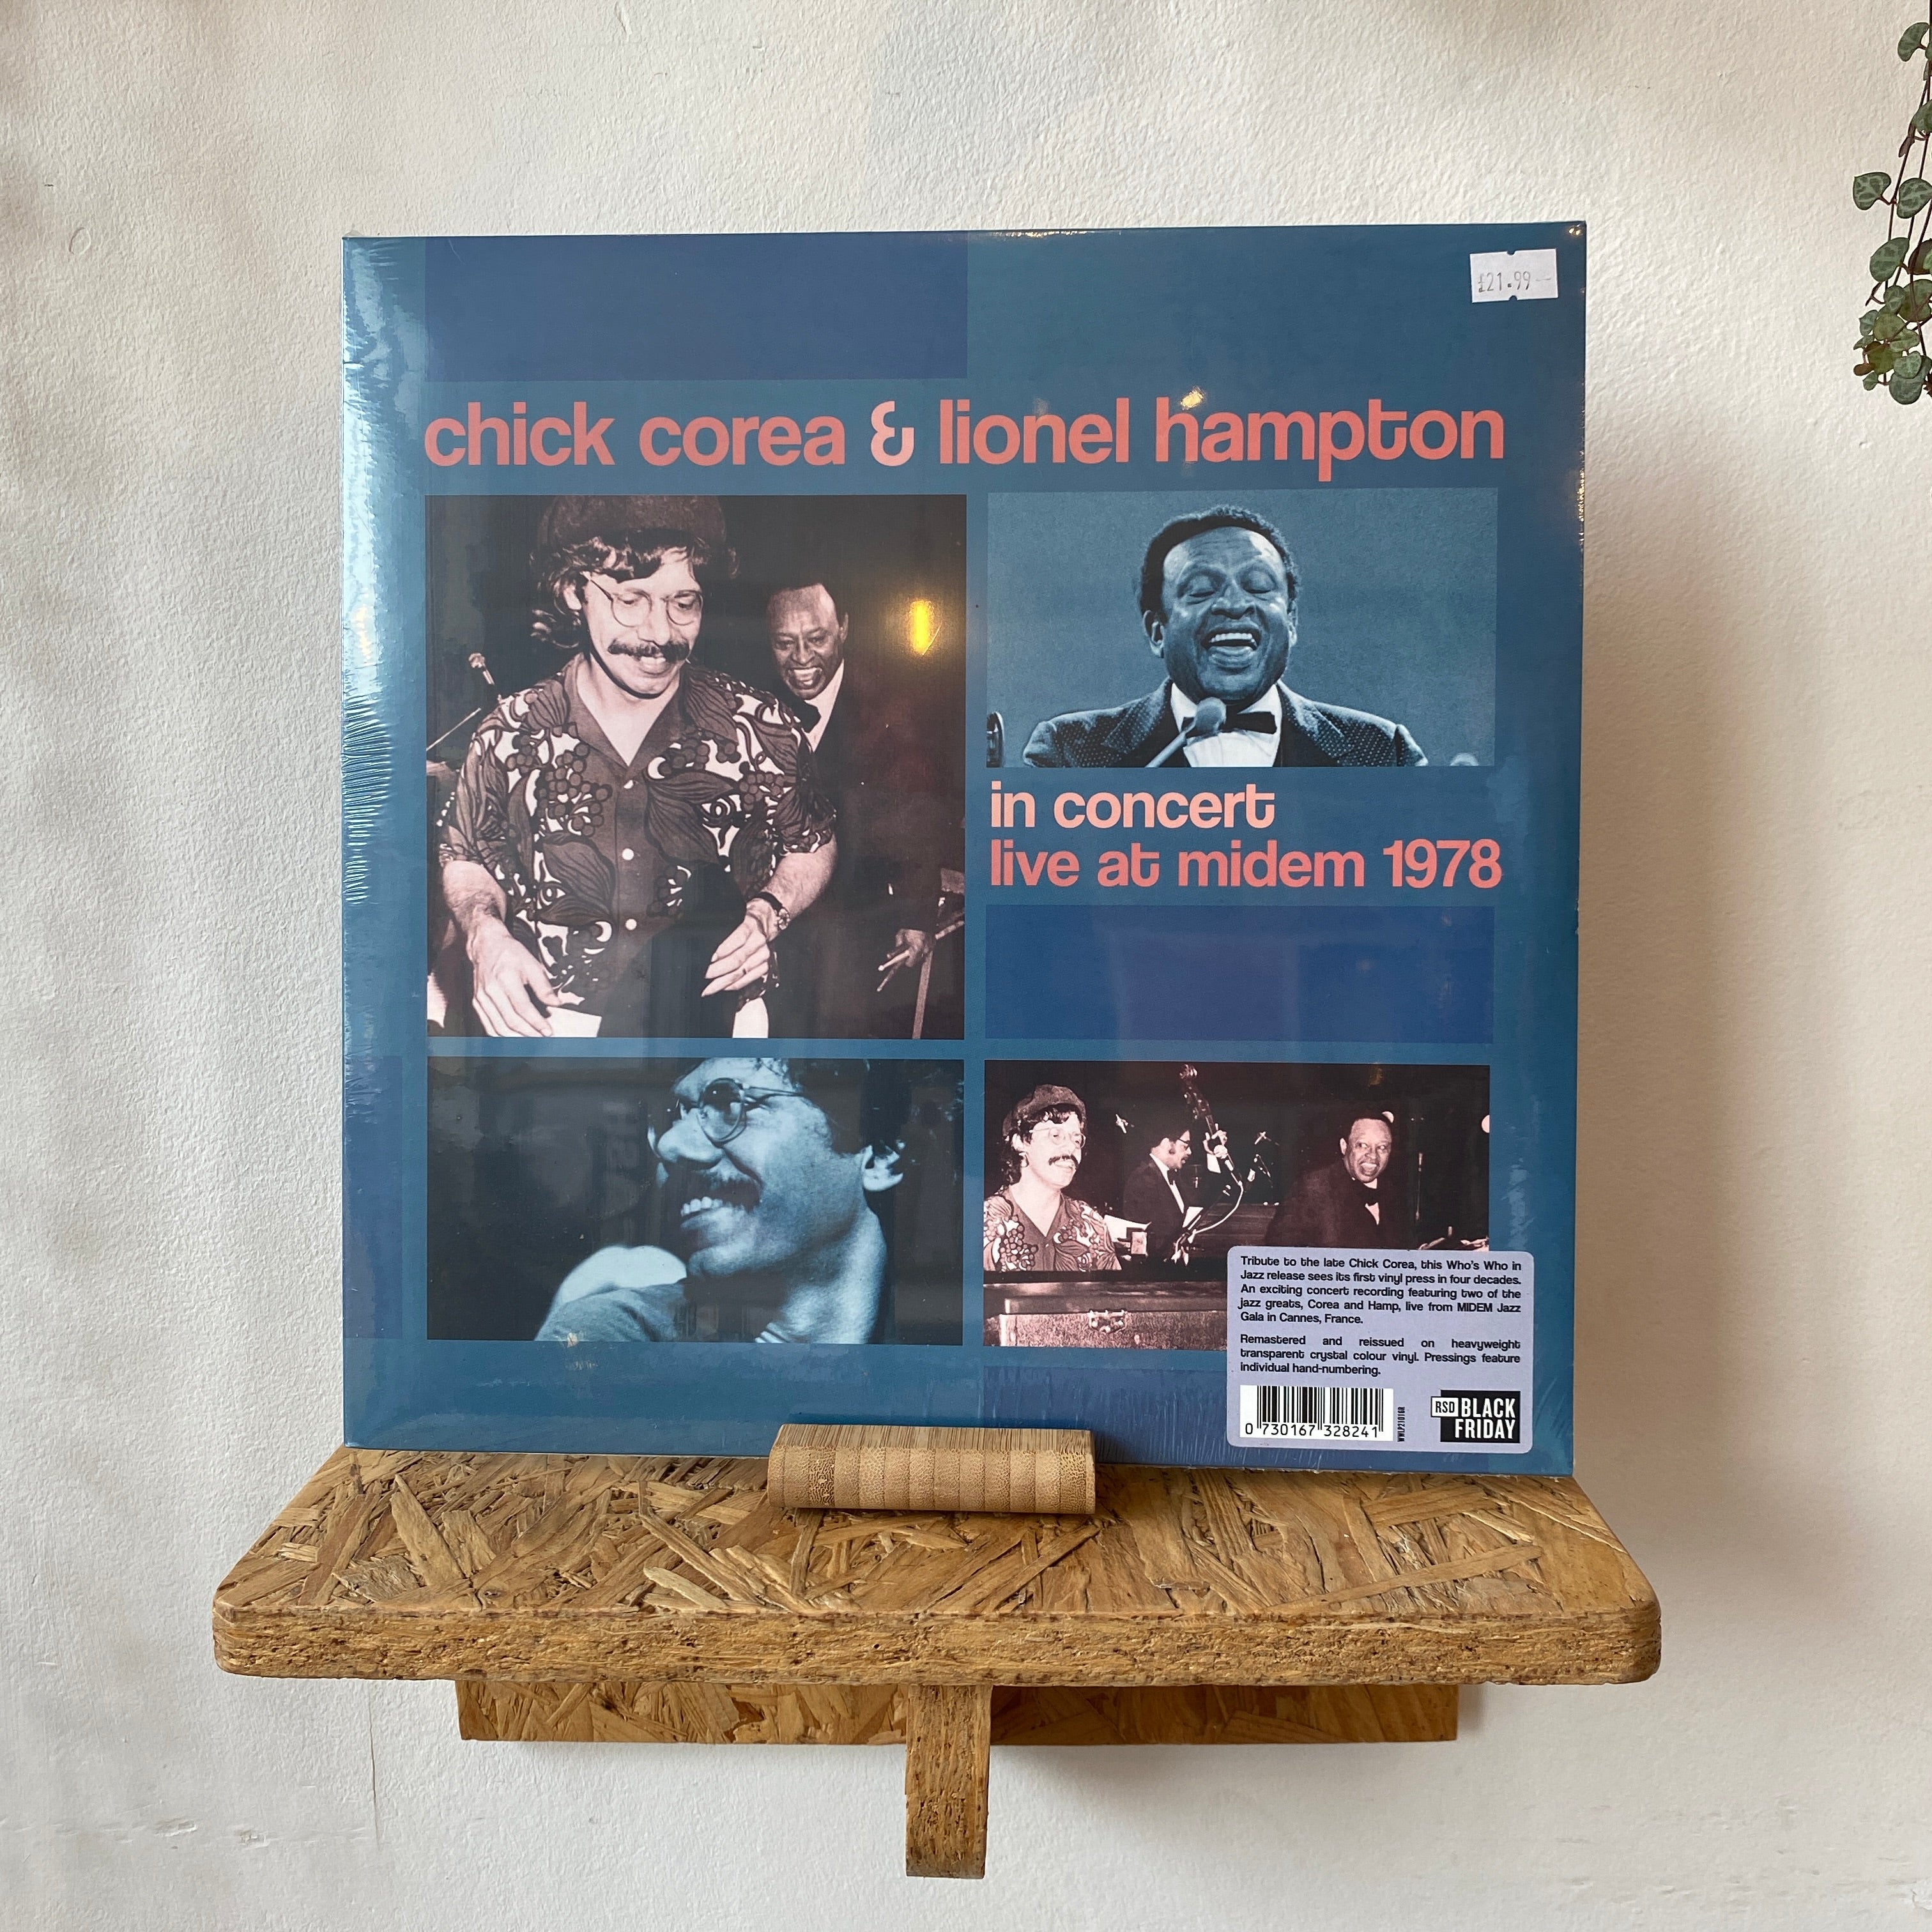 £21.99
chick corea & lionel hampton
in concert
live at midem 1978
Tribute to the late Chick Corea, this Who's Who in
Jazz release sees its first vinyl press in four decades.
An exciting concert recording featuring two of the
jazz greats, Corea and Hamp, live from MIDEM Jazz
Gala in Cannes, France.
Remastered and reissued on heavyweight
transparent crystal colour vinyl. Pressings feature
individual hand-numbering.
0 730167 328241
RSD BLACK
FRIDAY